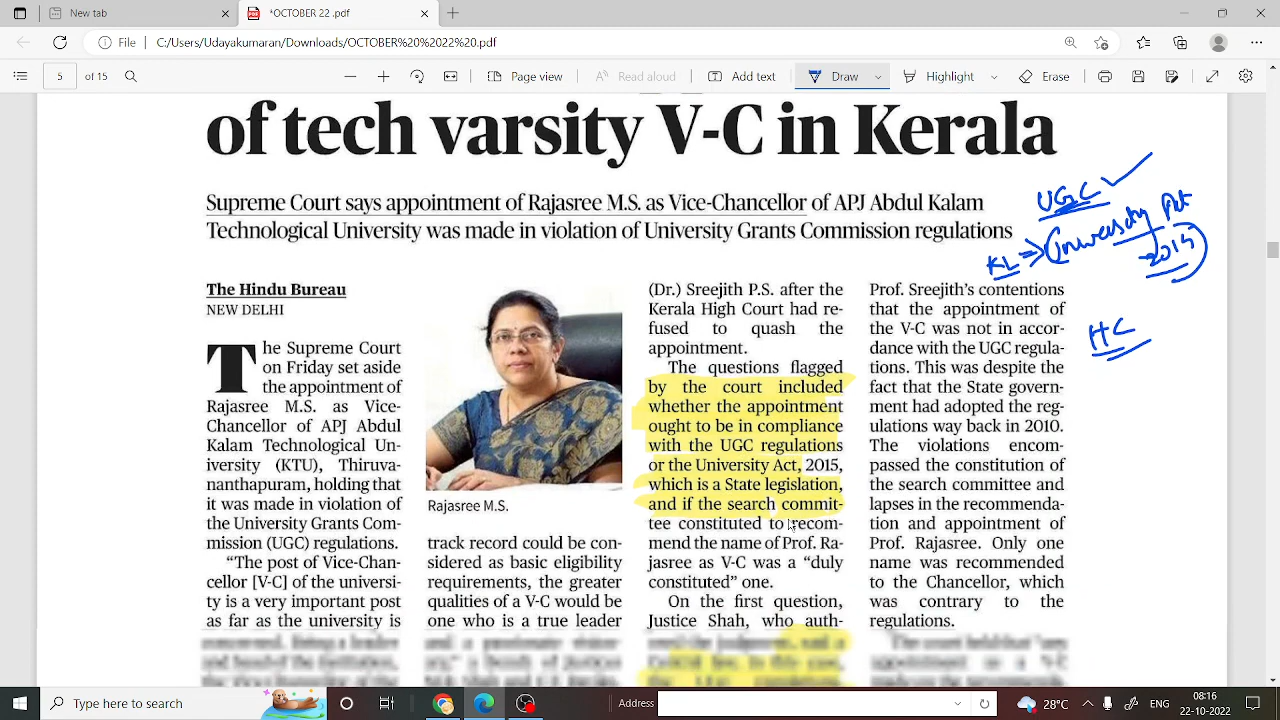 New tab
*OCTOBER 22 .pdf
File
C:/Users/Udayakumaran/Downloads/OCTOBER%20%2022%20.pdf
5
of 15
Page view
Read aloud
Add text
Draw
Highlight
Erase
of tech varsity V-C in Kerala
Supreme Court says appointment of Rajasree M.S. as Vice-Chancellor of APJ Abdul Kalam
Technological University was made in violation of University Grants Commission regulations
UGC
KL ⇒ (University Act
2015)
HC
The Hindu Bureau
NEW DELHI
The Supreme Court
on Friday set aside
the appointment of
Rajasree M.S. as Vice-
Chancellor of APJ Abdul
Kalam Technological Un-
iversity (KTU), Thiruva-
nanthapuram, holding that
it was made in violation of
the University Grants Com-
mission (UGC) regulations.
“The post of Vice-Chan-
cellor [V-C] of the universi-
ty is a very important post
as far as the university is
Rajasree M.S.
track record could be con-
sidered as basic eligibility
requirements, the greater
qualities of a V-C would be
one who is a true leader
(Dr.) Sreejith P.S. after the
Kerala High Court had re-
fused to quash the
appointment.
The questions flagged
by the court included
whether the appointment
ought to be in compliance
with the UGC regulations
or the University Act, 2015,
which is a State legislation,
and if the search commit-
tee constituted to recom-
mend the name of Prof. Ra-
jasree as V-C was a “duly
constituted” one.
On the first question,
Justice Shah, who auth-
Prof. Sreejith’s contentions
that the appointment of
the V-C was not in accor-
dance with the UGC regula-
tions. This was despite the
fact that the State govern-
ment had adopted the reg-
ulations way back in 2010.
The violations encom-
passed the constitution of
the search committee and
lapses in the recommenda-
tion and appointment of
Prof. Rajasree. Only one
name was recommended
to the Chancellor, which
was contrary to the
regulations.
Type here to search
Address
28°C
ENG
08:16
22-10-2022